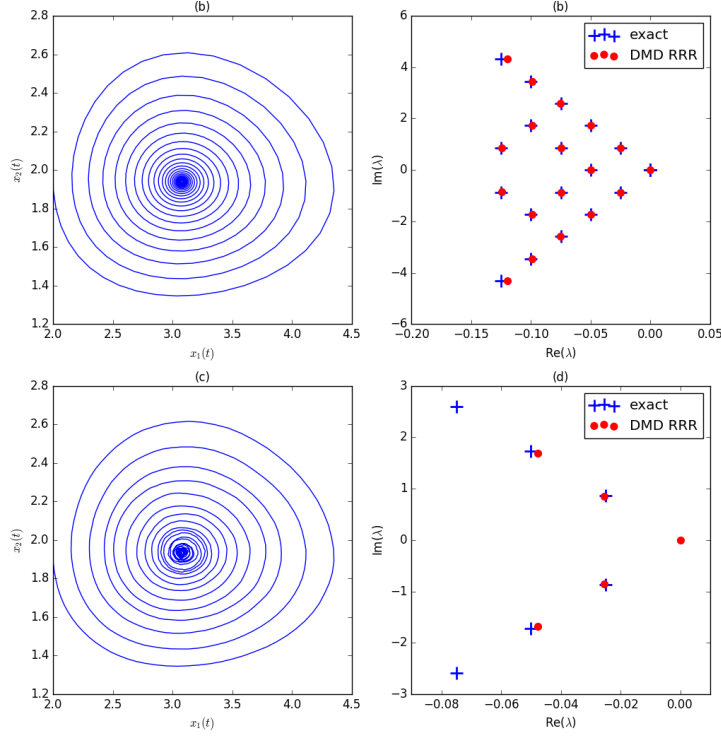 (b)
2.8
2.6
2.4
2.2
2.0
1.8
1.6
1.4
1.2
x₂(t)
2.0 2.5 3.0 3.5 4.0 4.5
x₁(t)
(b)
6
4
2
0
−2
−4
−6
Im(λ)
exact
DMD RRR
−0.20 −0.15 −0.10 −0.05 0.00 0.05
Re(λ)
(c)
2.8
2.6
2.4
2.2
2.0
1.8
1.6
1.4
1.2
x₂(t)
2.0 2.5 3.0 3.5 4.0 4.5
x₁(t)
(d)
3
2
1
0
−1
−2
−3
Im(λ)
exact
DMD RRR
−0.08 −0.06 −0.04 −0.02 0.00
Re(λ)